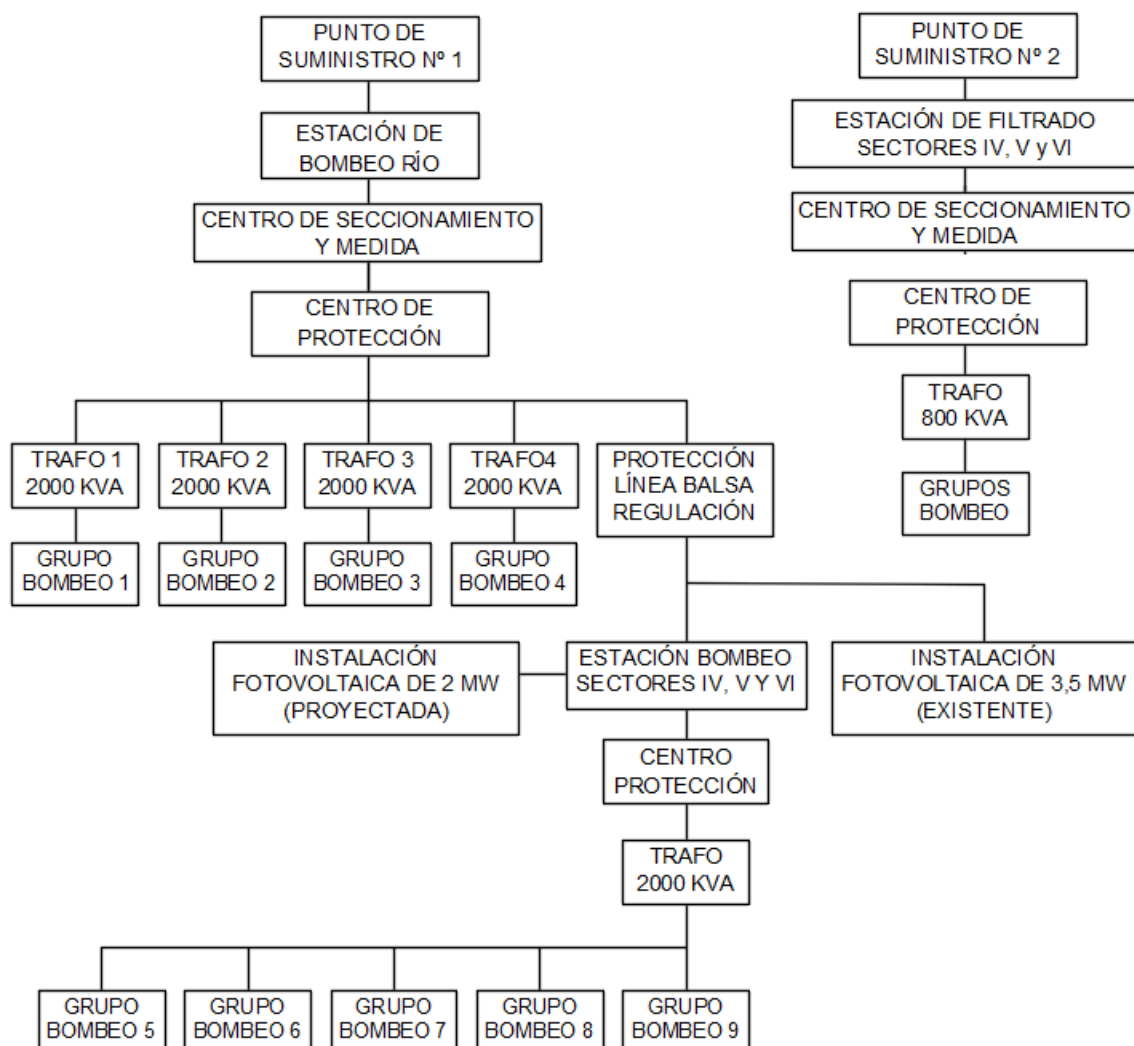 PUNTO DE
SUMINISTRO Nº 1
ESTACIÓN DE
BOMBEO RÍO
CENTRO DE SECCIONAMIENTO
Y MEDIDA
CENTRO DE
PROTECCIÓN
PUNTO DE
SUMINISTRO Nº 2
ESTACIÓN DE FILTRADO
SECTORES IV, V y VI
CENTRO DE SECCIONAMIENTO
Y MEDIDA
CENTRO DE
PROTECCIÓN
TRAFO
800 KVA
GRUPOS
BOMBEO
TRAFO 1
2000 KVA
TRAFO 2
2000 KVA
TRAFO 3
2000 KVA
TRAFO4
2000 KVA
PROTECCIÓN
LÍNEA BALSA
REGULACIÓN
GRUPO
BOMBEO 1
GRUPO
BOMBEO 2
GRUPO
BOMBEO 3
GRUPO
BOMBEO 4
INSTALACIÓN
FOTOVOLTAICA DE 2 MW
(PROYECTADA)
ESTACIÓN BOMBEO
SECTORES IV, V Y VI
INSTALACIÓN
FOTOVOLTAICA DE 3,5 MW
(EXISTENTE)
CENTRO
PROTECCIÓN
TRAFO
2000 KVA
GRUPO
BOMBEO 5
GRUPO
BOMBEO 6
GRUPO
BOMBEO 7
GRUPO
BOMBEO 8
GRUPO
BOMBEO 9